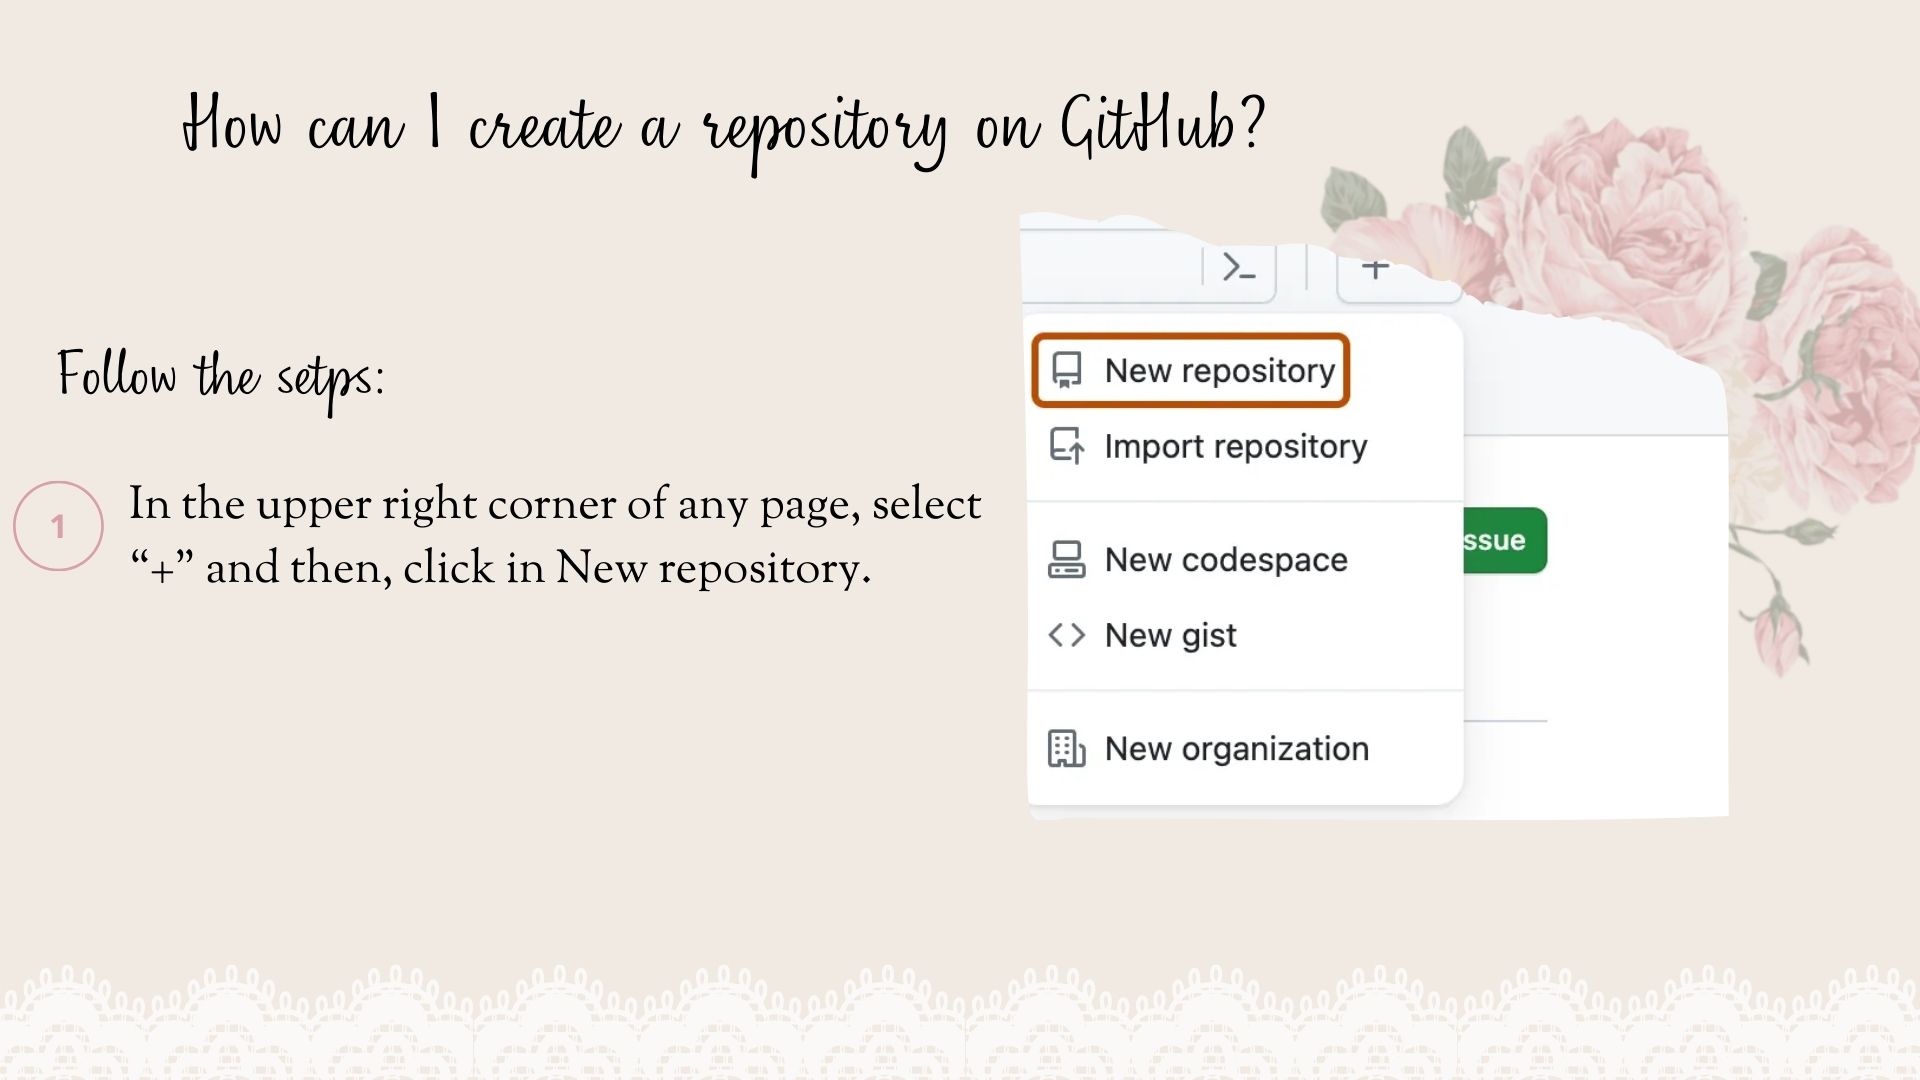 How can I create a repository on GitHub?
Follow the setps:
1
In the upper right corner of any page, select
“+” and then, click in New repository.
>_ +
New repository
Import repository
New codespace
New gist
New organization
ssue